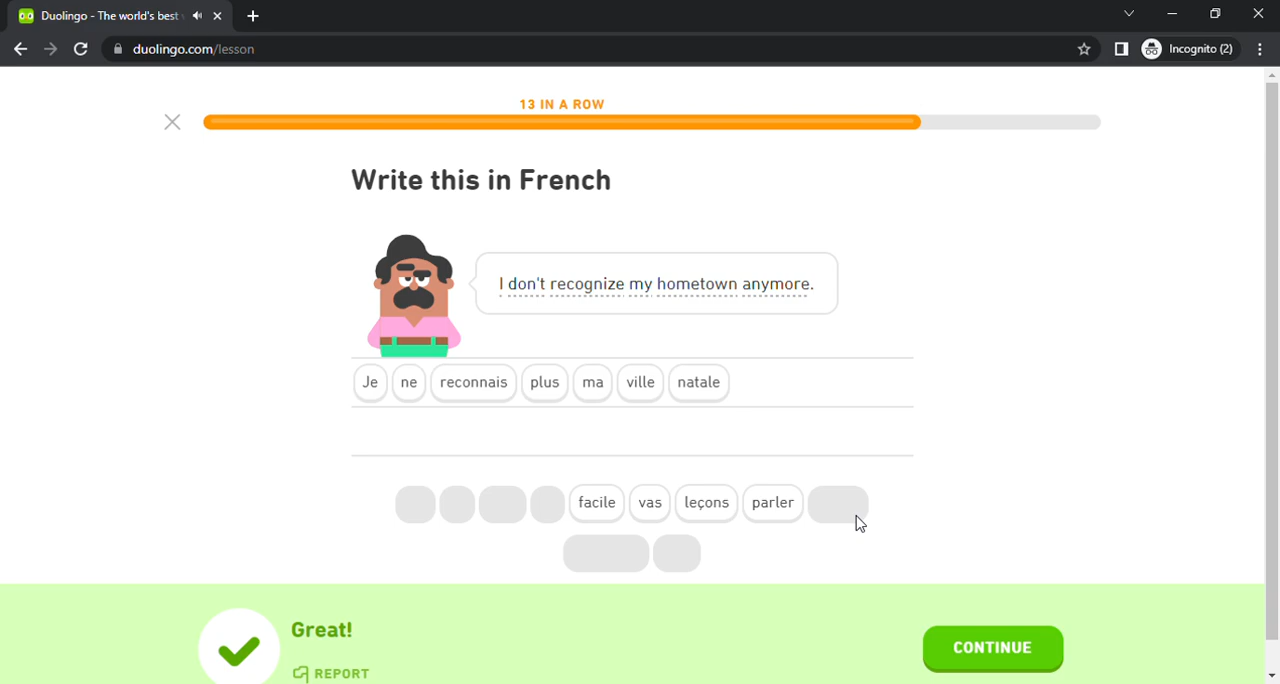 Duolingo - The world's best
duolingo.com/lesson
Incognito (2)
13 IN A ROW
Write this in French
I don't recognize my hometown anymore.
Je ne reconnais plus ma ville natale
facile vas leçons parler
Great!
REPORT
CONTINUE